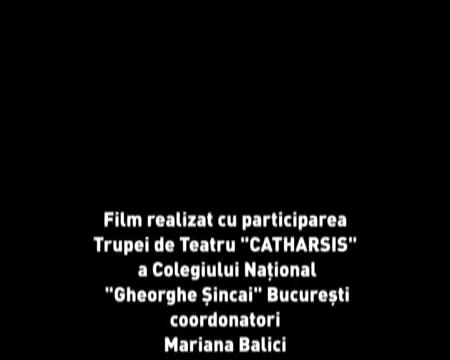 Film realizat cu participarea
Trupei de Teatru "CATHARSIS"
a Colegiului Național
"Gheorghe Șincai" București
coordonatori
Mariana Balici